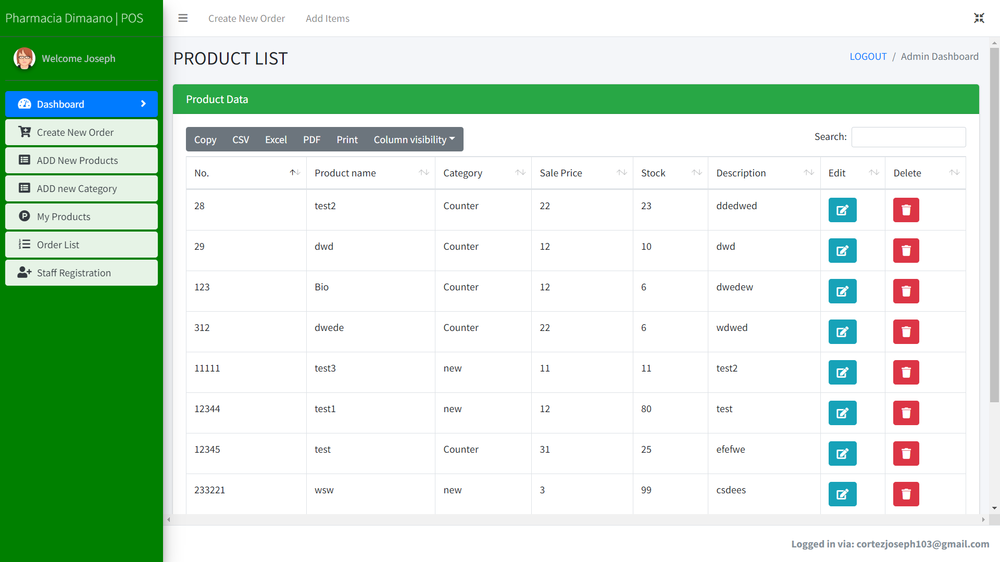 Pharmacia Dimaano | POS
Create New Order
Add Items
Welcome Joseph
Dashboard
Create New Order
ADD New Products
ADD new Category
My Products
Order List
Staff Registration
PRODUCT LIST
LOGOUT / Admin Dashboard
Product Data
Copy CSV Excel PDF Print Column visibility
Search:
No. Product name Category Sale Price Stock Description Edit Delete
28 test2 Counter 22 23 ddedwed
29 dwd Counter 12 10 dwd
123 Bio Counter 12 6 dwedew
312 dwede Counter 22 6 wdwed
11111 test3 new 11 11 test2
12344 test1 new 12 80 test
12345 test Counter 31 25 efefwe
233221 wsw new 3 99 csdees
Logged in via: cortezjoseph103@gmail.com